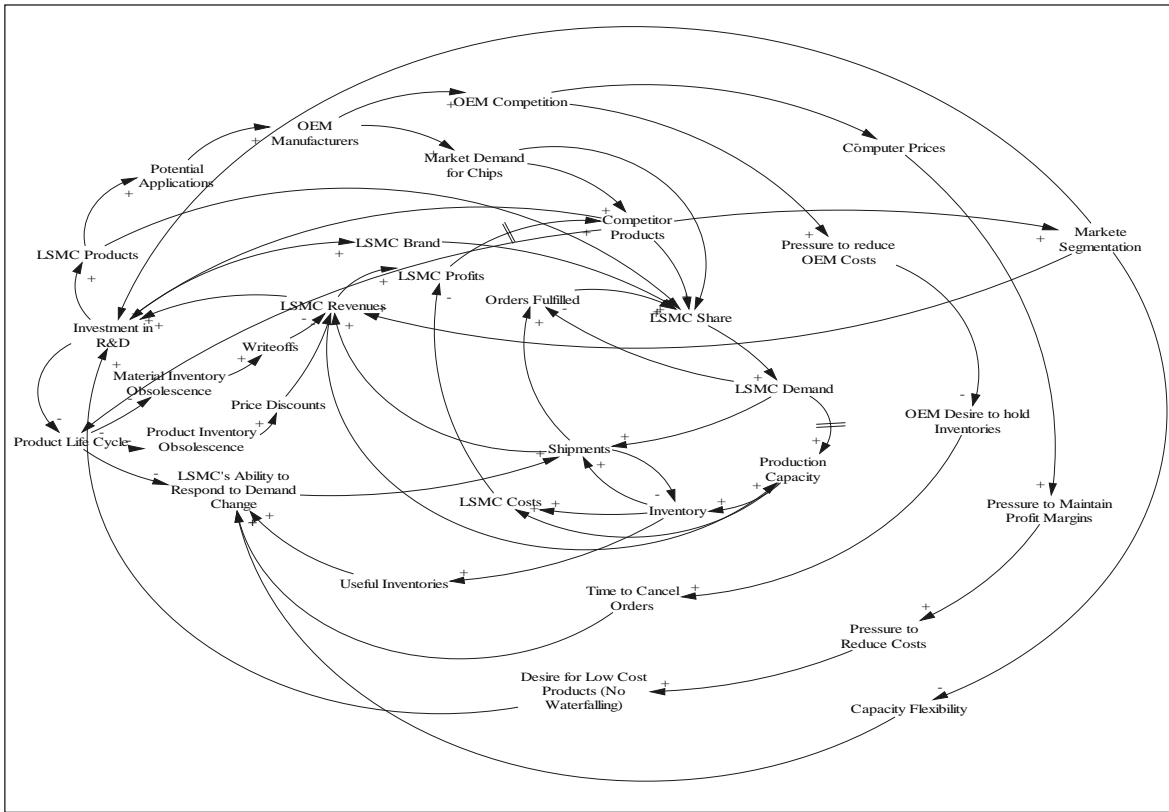 OEM Competition
OEM
Manufacturers
Computer Prices
Market Demand
for Chips
Potential
Applications
Competitor
Products
Markete
Segmentation
LSMC Products
LSMC Brand
Pressure to reduce
OEM Costs
LSMC Profits
Orders Fulfilled
LSMC Revenues
LSMC Share
Investment in
R&D
Writeoffs
Material Inventory
Obsolescence
LSMC Demand
Price Discounts
OEM Desire to hold
Inventories
Product Life Cycle
Product Inventory
Obsolescence
Shipments
Production
Capacity
LSMC's Ability to
Respond to Demand
Change
LSMC Costs
Inventory
Pressure to Maintain
Profit Margins
Useful Inventories
Time to Cancel
Orders
Pressure to
Reduce Costs
Desire for Low Cost
Products (No
Waterfalling)
Capacity Flexibility